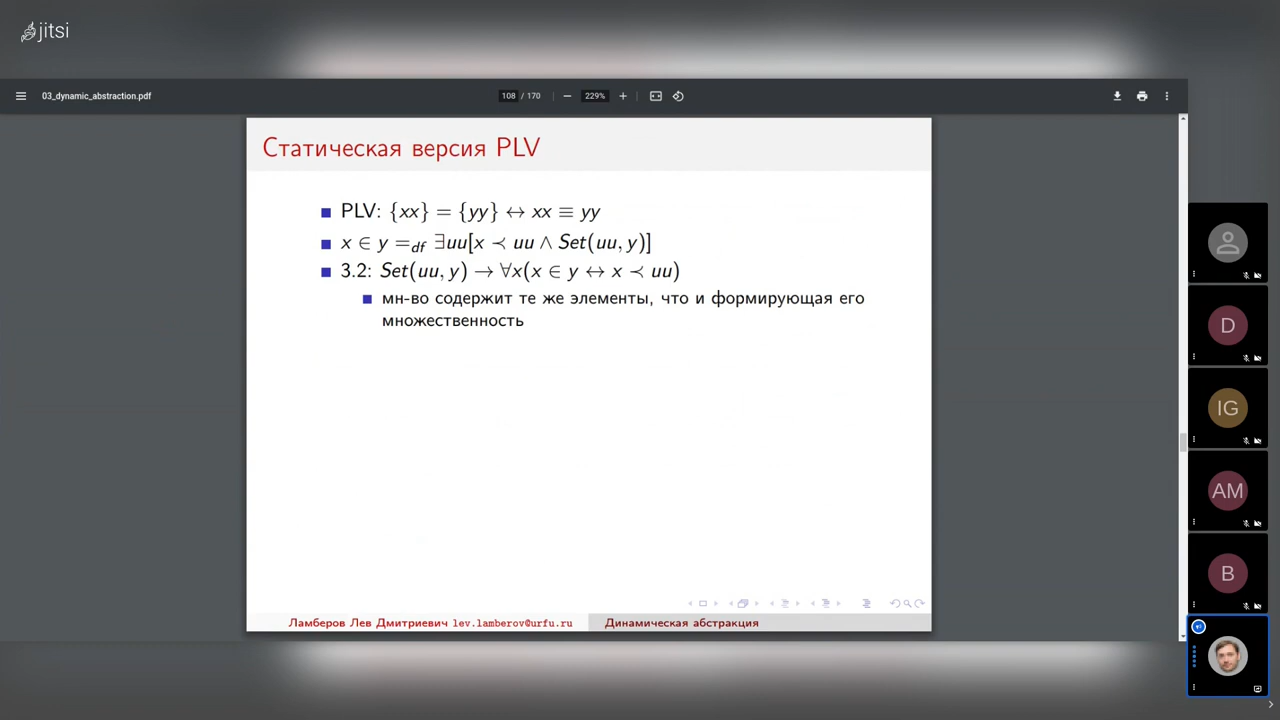 jitsi
03_dynamic_abstraction.pdf
108 / 170
229%
Статическая версия PLV
PLV: {xx} = {yy} ↔ xx ≡ yy
x ∈ y =df ∃uu[x ≺ uu ∧ Set(uu, y)]
3.2: Set(uu, y) → ∀x(x ∈ y ↔ x ≺ uu)
мн-во содержит те же элементы, что и формирующая его
множественность
D
IG
AM
B
Ламберов Лев Дмитриевич lev.lamberov@urfu.ru
Динамическая абстракция